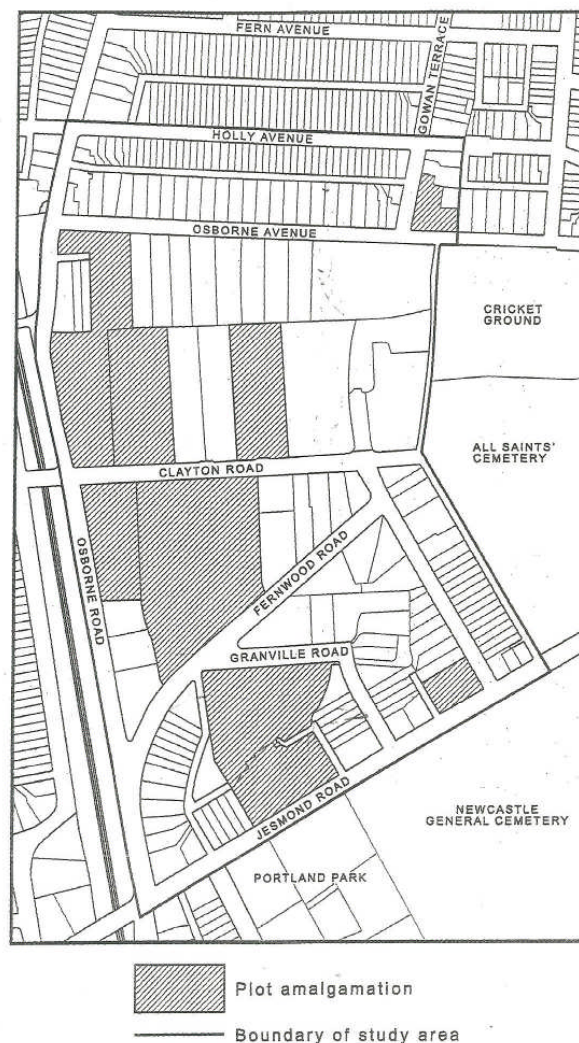 FERN AVENUE
GOWAN TERRACE
HOLLY AVENUE
OSBORNE AVENUE
CRICKET
GROUND
ALL SAINTS'
CEMETERY
CLAYTON ROAD
OSBORNE ROAD
FERNWOOD ROAD
GRANVILLE ROAD
JESMOND ROAD
NEWCASTLE
GENERAL CEMETERY
PORTLAND PARK
Plot amalgamation
Boundary of study area